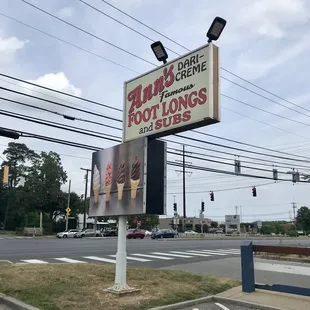 Ann's DARI-
CREME
famous
FOOT LONGS
and SUBS